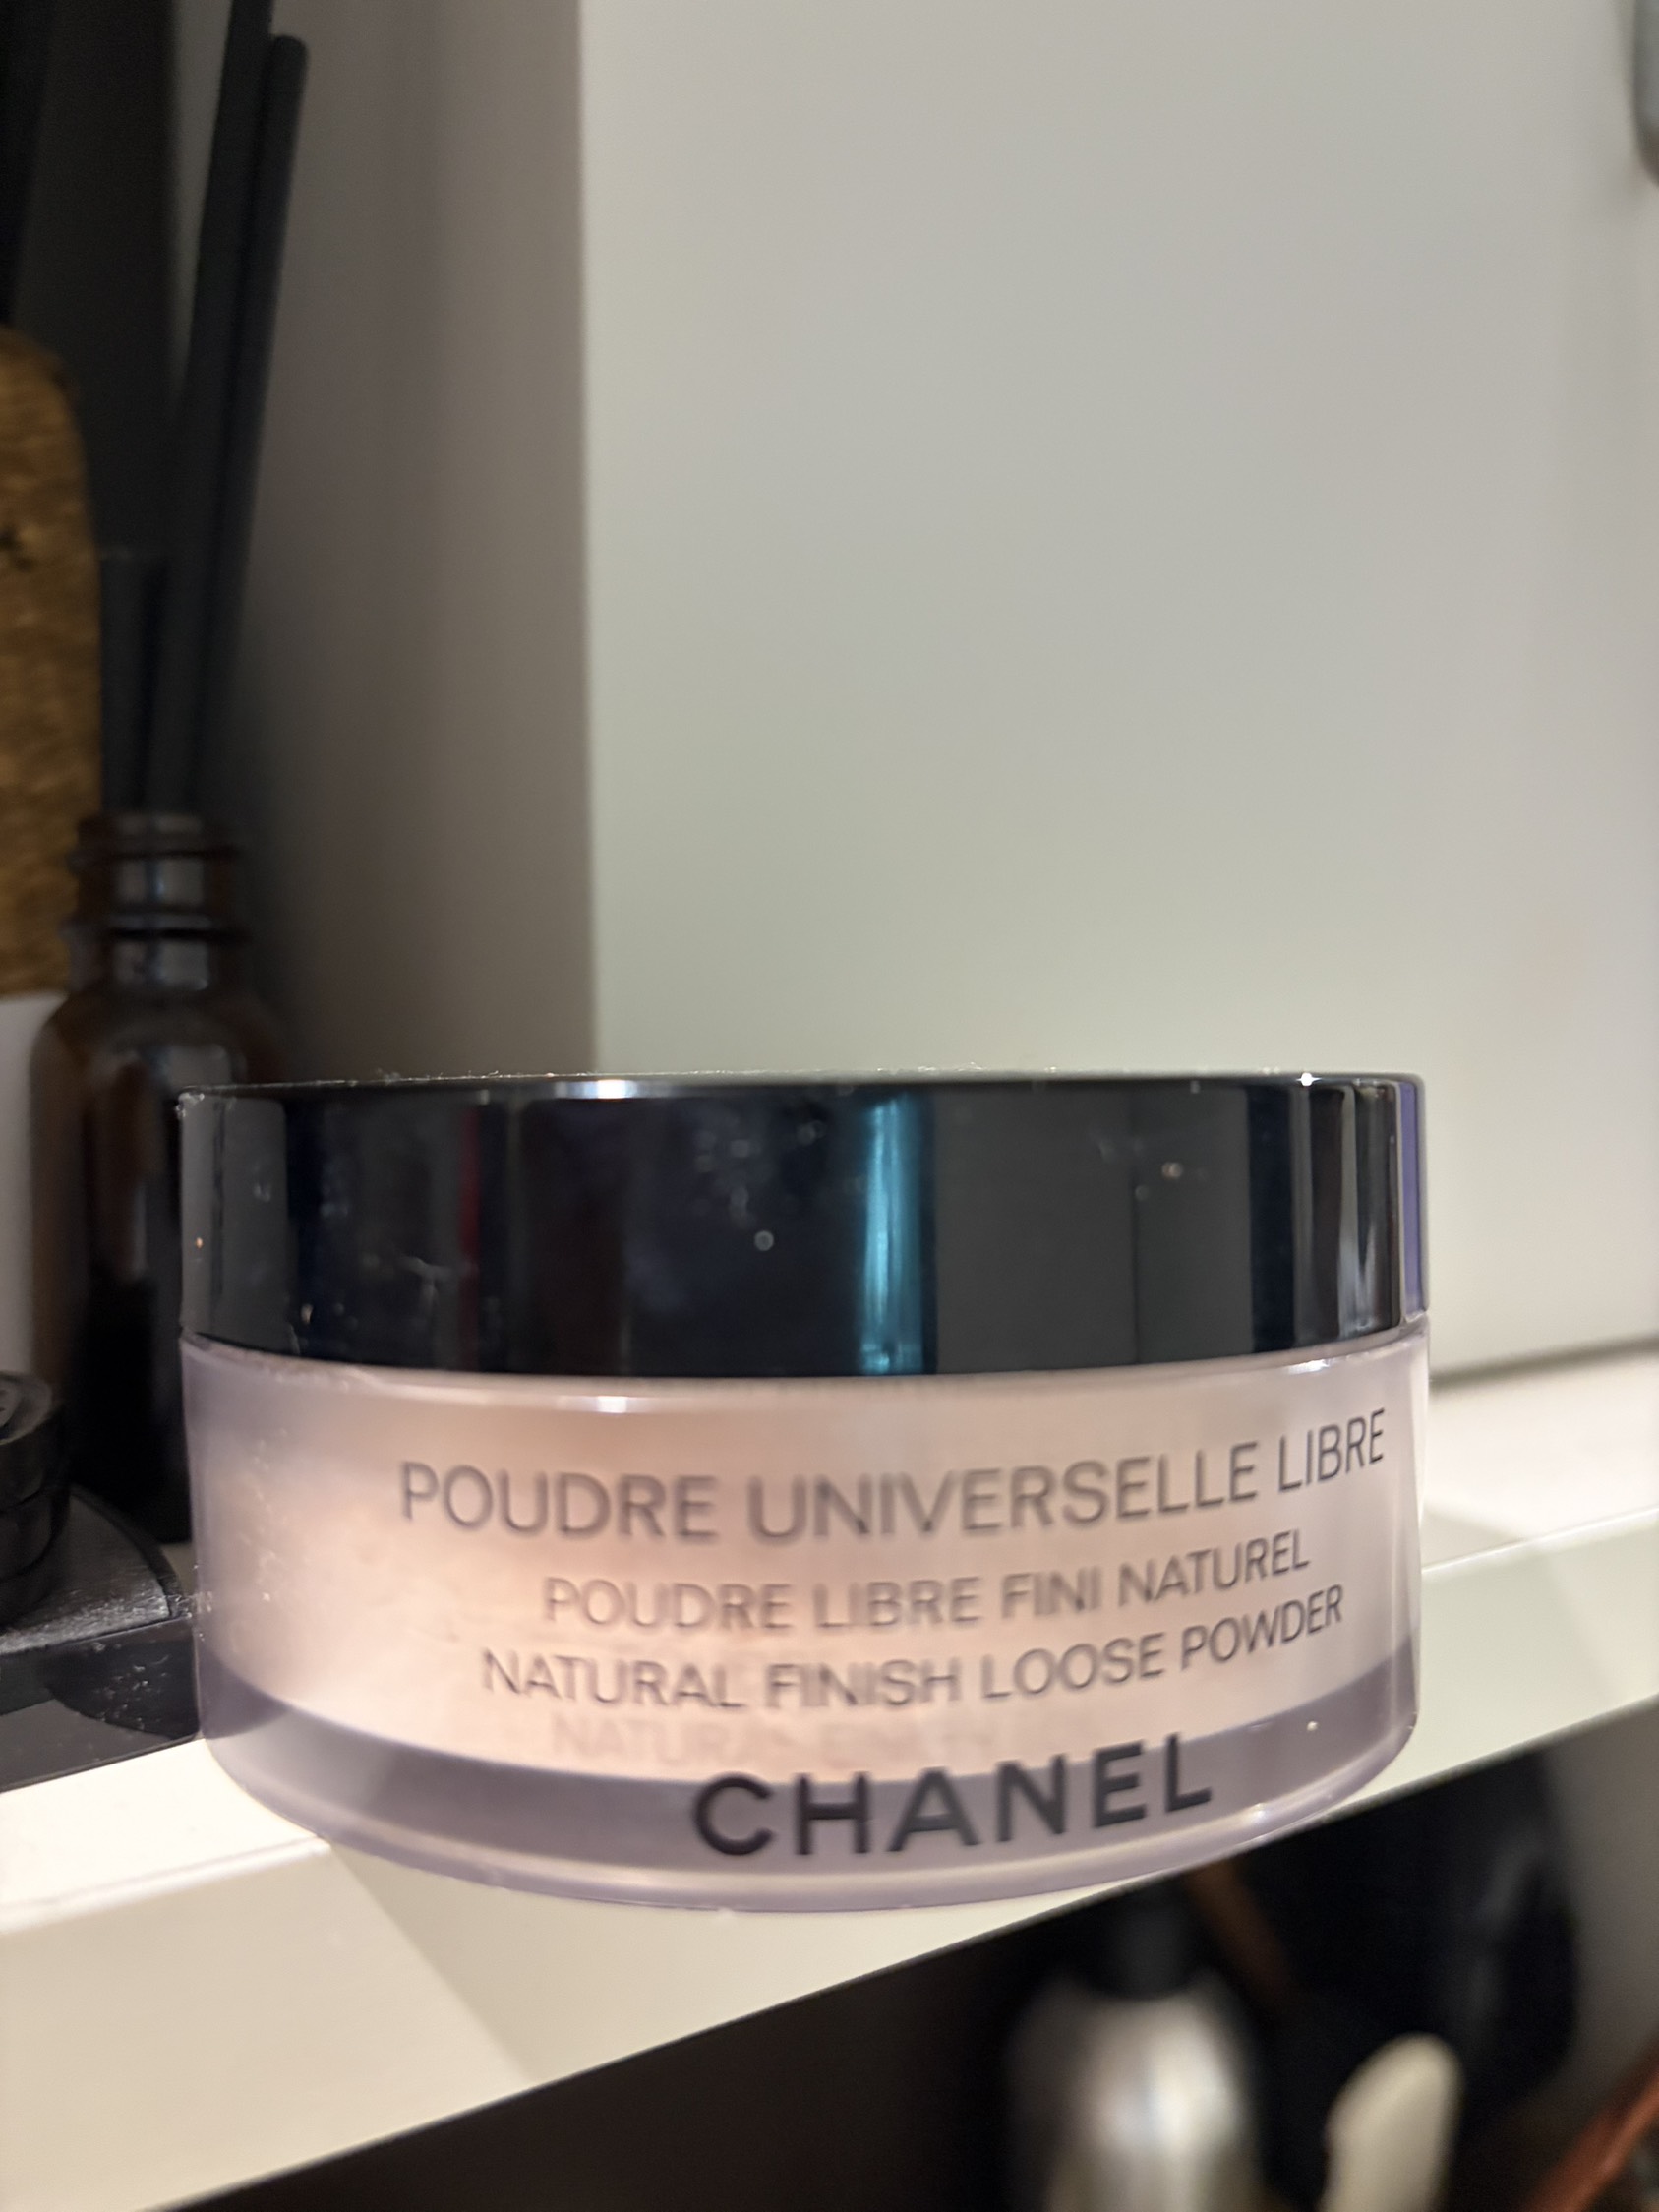 POUDRE UNIVERSELLE LIBRE
POUDRE LIBRE FINI NATUREL
NATURAL FINISH LOOSE POWDER
CHANEL